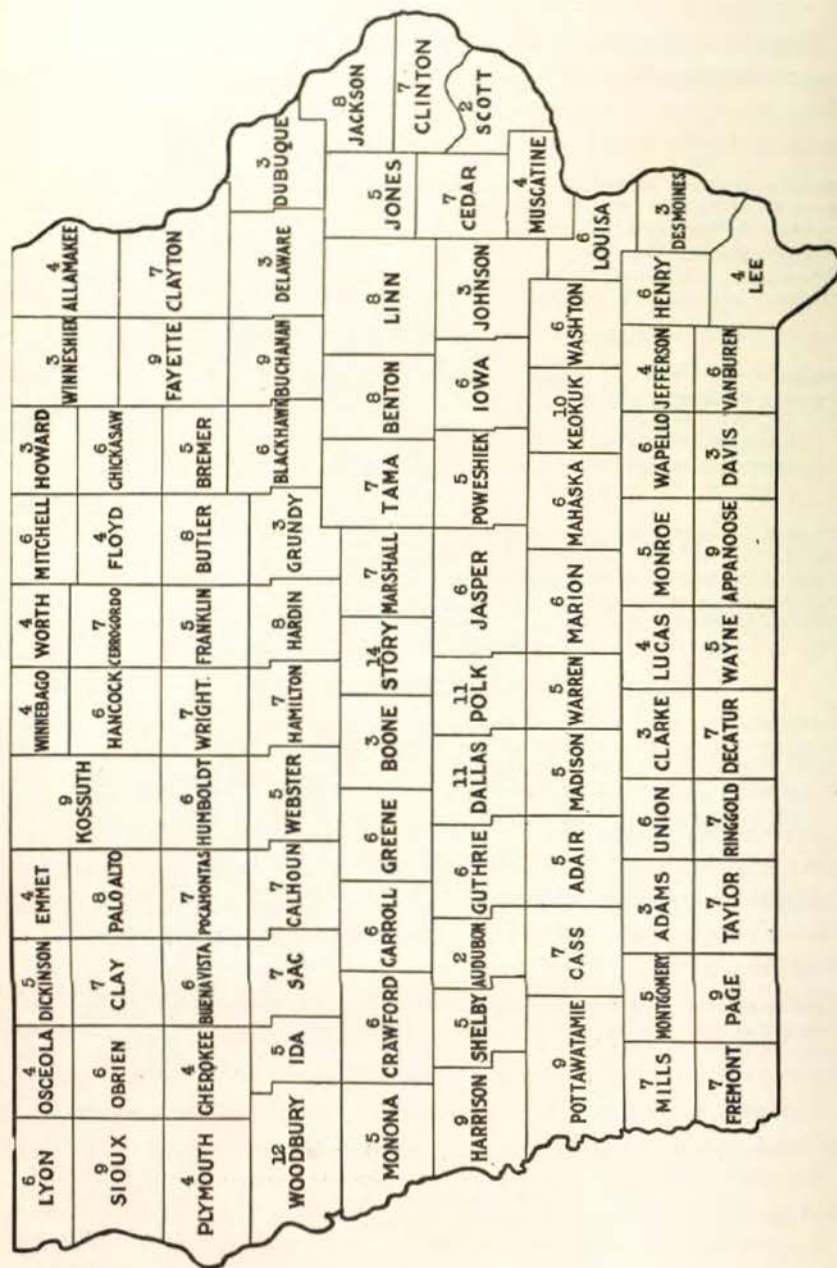 6
LYON
4
OSCEOLA
5
DICKINSON
4
EMMET
9
KOSSUTH
4
WINNEBAGO
4
WORTH
6
MITCHELL
3
HOWARD
3
WINNESHIEK
4
ALLAMAKEE
9
SIOUX
6
OBRIEN
7
CLAY
8
PALO ALTO
6
HANCOCK
7
CERROGORDO
4
FLOYD
6
CHICKASAW
9
FAYETTE
7
CLAYTON
4
PLYMOUTH
4
CHEROKEE
6
BUENAVISTA
7
POCAHONTAS
6
HUMBOLDT
7
WRIGHT.
5
FRANKLIN
8
BUTLER
5
BREMER
12
WOODBURY
5
IDA
7
SAC
7
CALHOUN
5
WEBSTER
7
HAMILTON
8
HARDIN
3
GRUNDY
6
BLACKHAWK
9
BUCHANAN
3
DELAWARE
3
DUBUQUE
5
MONONA
6
CRAWFORD
6
CARROLL
6
GREENE
3
BOONE
14
STORY
7
MARSHALL
7
TAMA
8
BENTON
8
LINN
5
JONES
8
JACKSON
7
CLINTON
9
HARRISON
5
SHELBY
2
AUDUBON
6
GUTHRIE
11
DALLAS
11
POLK
6
JASPER
5
POWESHIEK
6
IOWA
3
JOHNSON
7
CEDAR
2
SCOTT
9
POTTAWATAMIE
7
CASS
5
ADAIR
5
MADISON
5
WARREN
6
MARION
6
MAHASKA
10
KEOKUK
6
WASHTON
4
MUSCATINE
6
LOUISA
7
MILLS
5
MONTGOMERY
3
ADAMS
6
UNION
3
CLARKE
4
LUCAS
5
MONROE
6
WAPELLO
4
JEFFERSON
6
HENRY
3
DESMOINES
7
FREMONT
9
PAGE
7
TAYLOR
7
RINGGOLD
7
DECATUR
5
WAYNE
9
APPANOOSE
3
DAVIS
6
VANBUREN
4
LEE